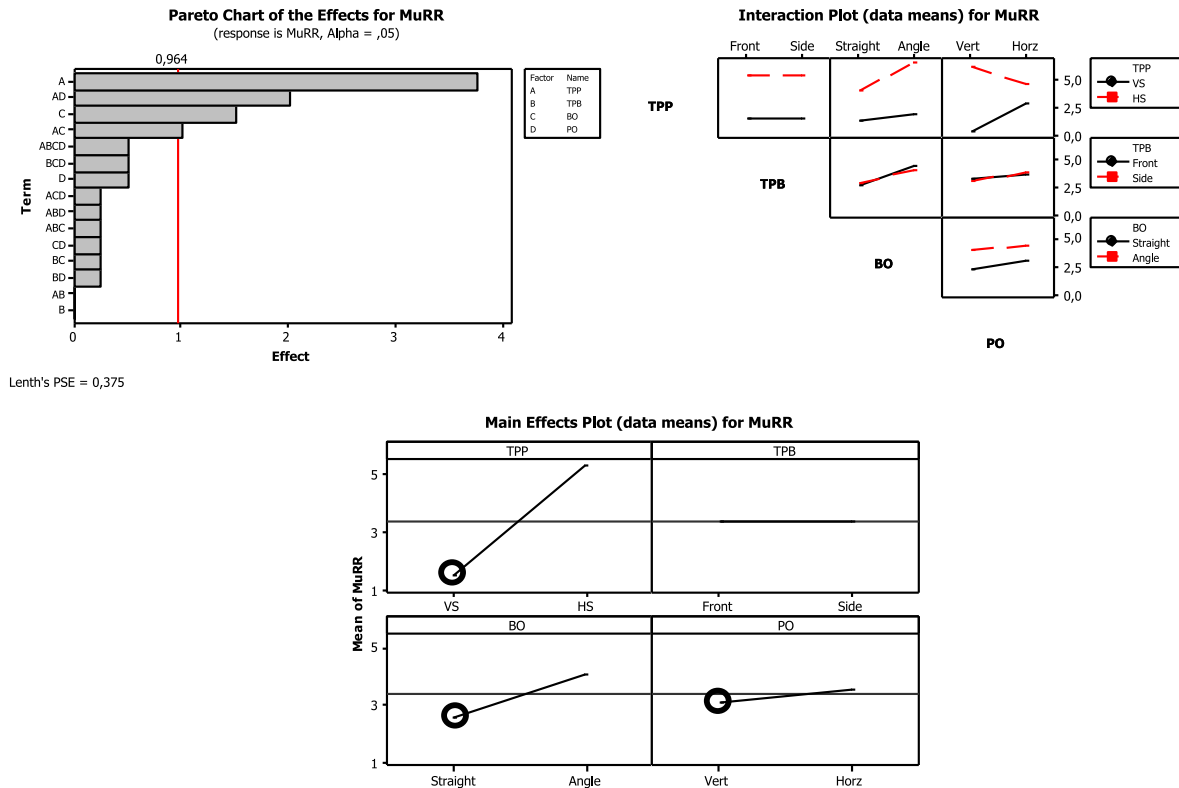 Pareto Chart of the Effects for MuRR
(response is MuRR, Alpha = ,05)
0,964
Term
A
AD
C
AC
ABCD
BCD
D
ACD
ABD
ABC
CD
BC
BD
AB
B
0 1 2 3 4
Effect
Factor Name
A TPP
B TPB
C BO
D PO
Lenth's PSE = 0,375
Interaction Plot (data means) for MuRR
Front Side Straight Angle Vert Horz
TPP
5,0
2,5
0,0
TPP
VS
HS
TPB
5,0
2,5
0,0
TPB
Front
Side
BO
5,0
2,5
0,0
BO
Straight
Angle
PO
Main Effects Plot (data means) for MuRR
Mean of MuRR
TPP TPB
5
3
1
VS HS Front Side
BO PO
5
3
1
Straight Angle Vert Horz